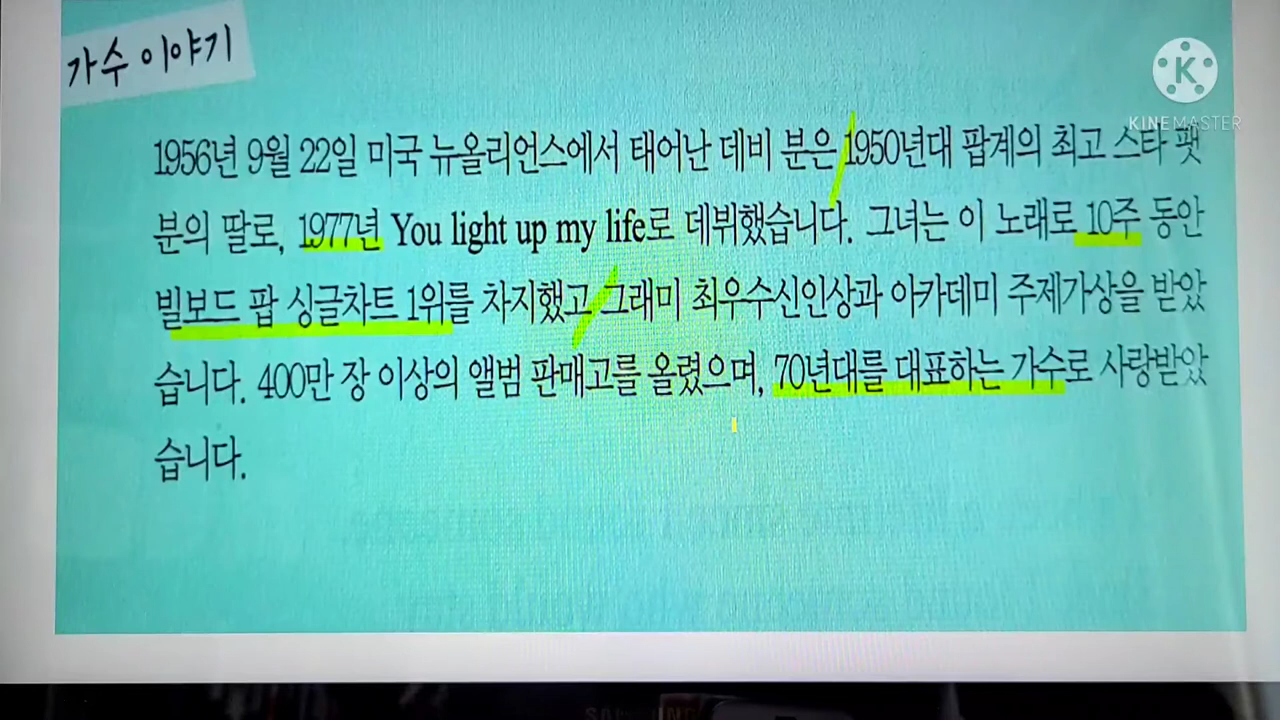 가수 이야기
K
KINEMASTER
1956년 9월 22일 미국 뉴올리언스에서 태어난 데비 분은 1950년대 팝계의 최고 스타 팻
분의 딸로, 1977년 You light up my life로 데뷔했습니다. 그녀는 이 노래로 10주 동안
빌보드 팝 싱글차트 1위를 차지했고 그래미 최우수신인상과 아카데미 주제가상을 받았
습니다. 400만 장 이상의 앨범 판매고를 올렸으며, 70년대를 대표하는 가수로 사랑받았
습니다.
SAMSUNG